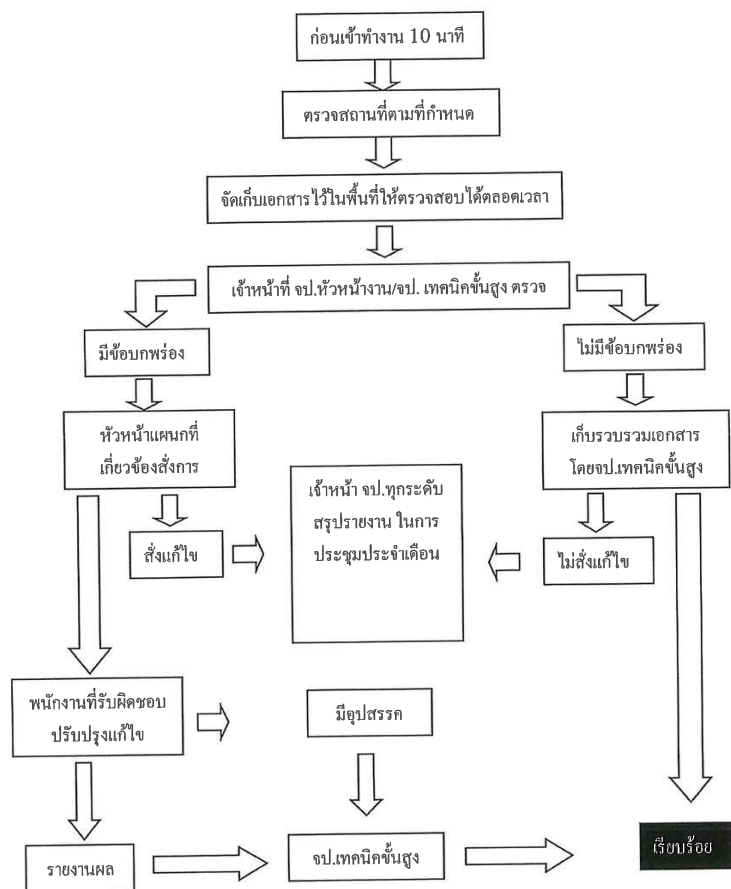 ก่อนเข้าทำงาน 10 นาที
ตรวจสถานที่ตามที่กำหนด
จัดเก็บเอกสารไว้ในพื้นที่ให้ตรวจสอบได้ตลอดเวลา
เจ้าหน้าที่ จป.หัวหน้างาน/จป. เทคนิคขั้นสูง ตรวจ
มีข้อบกพร่อง
ไม่มีข้อบกพร่อง
หัวหน้าแผนกที่
เกี่ยวข้องสั่งการ
เก็บรวบรวมเอกสาร
โดยจป.เทคนิคขั้นสูง
เจ้าหน้า จป.ทุกระดับ
สรุปรายงาน ในการ
ประชุมประจำเดือน
สั่งแก้ไข
ไม่สั่งแก้ไข
พนักงานที่รับผิดชอบ
ปรับปรุงแก้ไข
มีอุปสรรค
รายงานผล
จป.เทคนิคขั้นสูง
เรียบร้อย